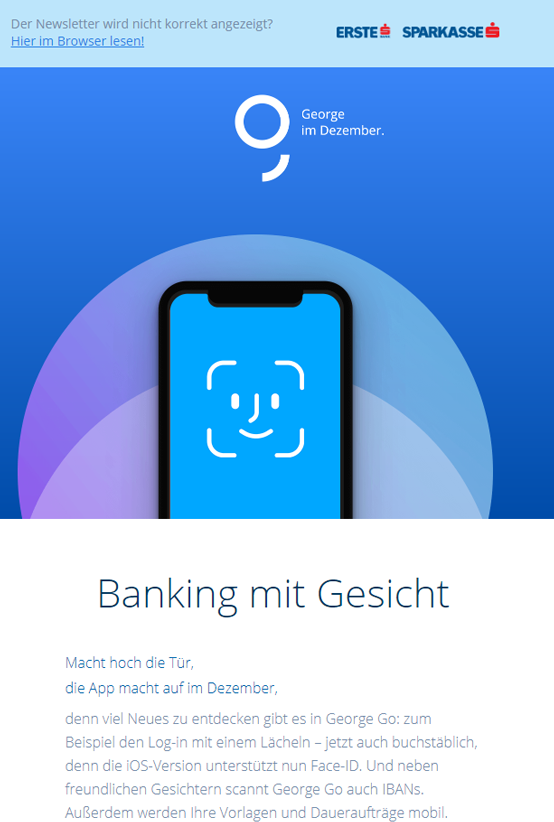 Der Newsletter wird nicht korrekt angezeigt?
Hier im Browser lesen!
ERSTE SPARKASSE
George
im Dezember.
Banking mit Gesicht
Macht hoch die Tür,
die App macht auf im Dezember,
denn viel Neues zu entdecken gibt es in George Go: zum
Beispiel den Log-in mit einem Lächeln – jetzt auch buchstäblich,
denn die iOS-Version unterstützt nun Face-ID. Und neben
freundlichen Gesichtern scannt George Go auch IBANs.
Außerdem werden Ihre Vorlagen und Daueraufträge mobil.